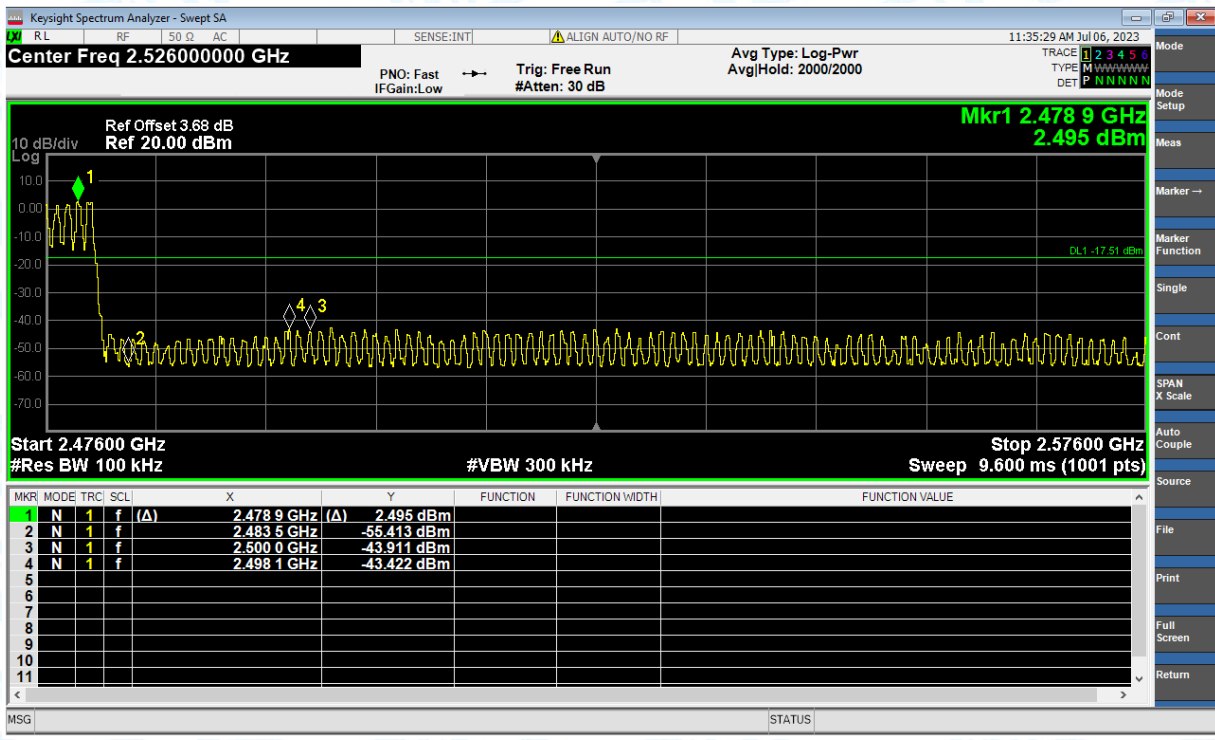 Keysight Spectrum Analyzer - Swept SA
LXI RL RF 50 Ω AC SENSE:INT ALIGN AUTO/NO RF 11:35:29 AM Jul 06, 2023
Center Freq 2.526000000 GHz
PNO: Fast
IFGain:Low
Trig: Free Run
#Atten: 30 dB
Avg Type: Log-Pwr
Avg|Hold: 2000/2000
TRACE 1 2 3 4 5 6
TYPE M WWWWW
DET P N N N N N
Mkr1 2.478 9 GHz
2.495 dBm
Ref Offset 3.68 dB
10 dB/div Ref 20.00 dBm
Log
10.0
0.00
-10.0
-20.0
-30.0
-40.0
-50.0
-60.0
-70.0
1
DL1 -17.51 dBm
4 3
2
Start 2.47600 GHz Stop 2.57600 GHz
#Res BW 100 kHz #VBW 300 kHz Sweep 9.600 ms (1001 pts)
MKR MODE TRC SCL X Y FUNCTION FUNCTION WIDTH FUNCTION VALUE
1 N 1 f (Δ) 2.478 9 GHz (Δ) 2.495 dBm
2 N 1 f 2.483 5 GHz -55.413 dBm
3 N 1 f 2.500 0 GHz -43.911 dBm
4 N 1 f 2.498 1 GHz -43.422 dBm
5
6
7
8
9
10
11
MSG STATUS
Mode
Mode
Setup
Meas
Marker →
Marker
Function
Single
Cont
SPAN
X Scale
Auto
Couple
Source
File
Print
Full
Screen
Return